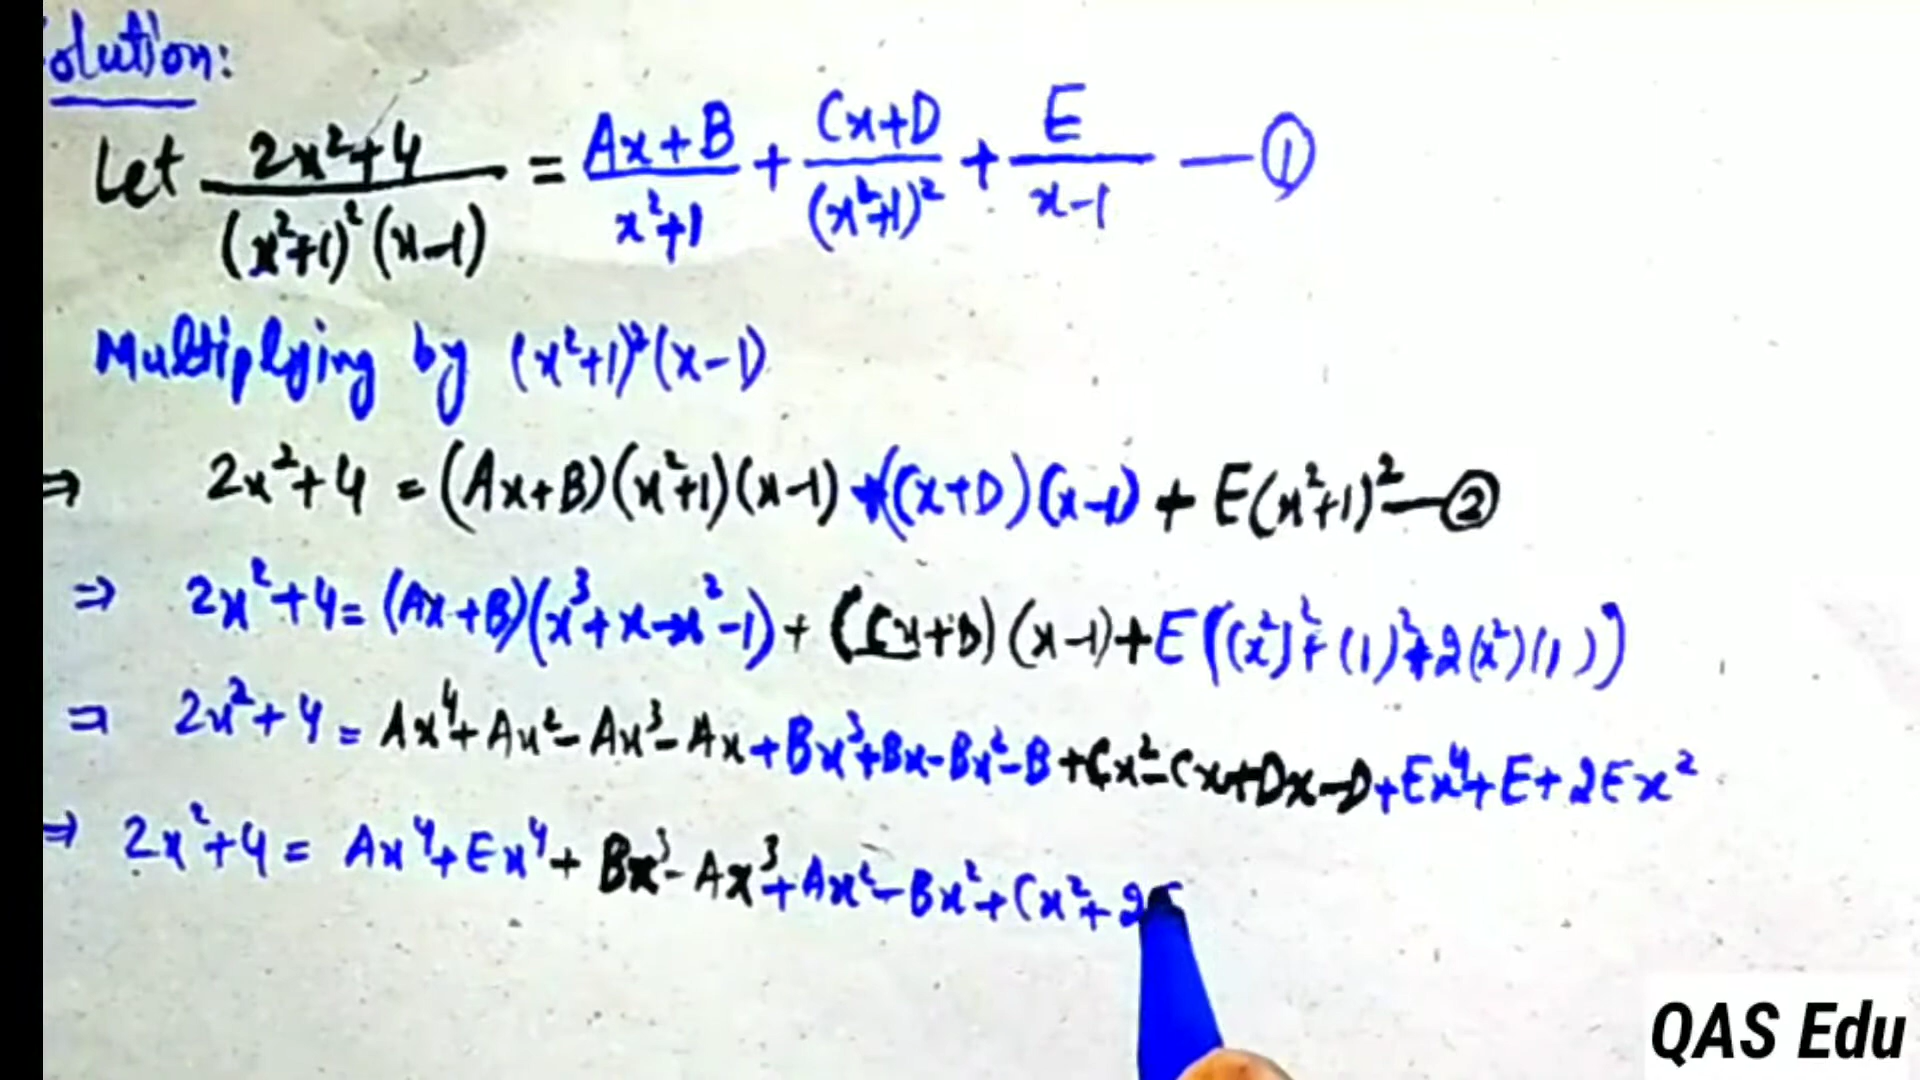 olution:
Let (2x²+4)/((x²+1)²(x-1)) = (Ax+B)/(x²+1) + (Cx+D)/(x²+1)² + E/(x-1) — ①
Multiplying by (x²+1)²(x-1)
⇒ 2x²+4 = (Ax+B)(x²+1)(x-1) + (Cx+D)(x-1) + E(x²+1)² — ②
⇒ 2x²+4 = (Ax+B)(x³+x-x²-1) + (Cx+D)(x-1) + E((x²)²+(1)²+2(x²)(1))
⇒ 2x²+4 = Ax⁴+Ax²-Ax³-Ax+Bx³+Bx-Bx²-B+Cx²-Cx+Dx-D+Ex⁴+E+2Ex²
⇒ 2x²+4 = Ax⁴+Ex⁴+Bx³-Ax³+Ax²-Bx²+Cx²+2
QAS Edu